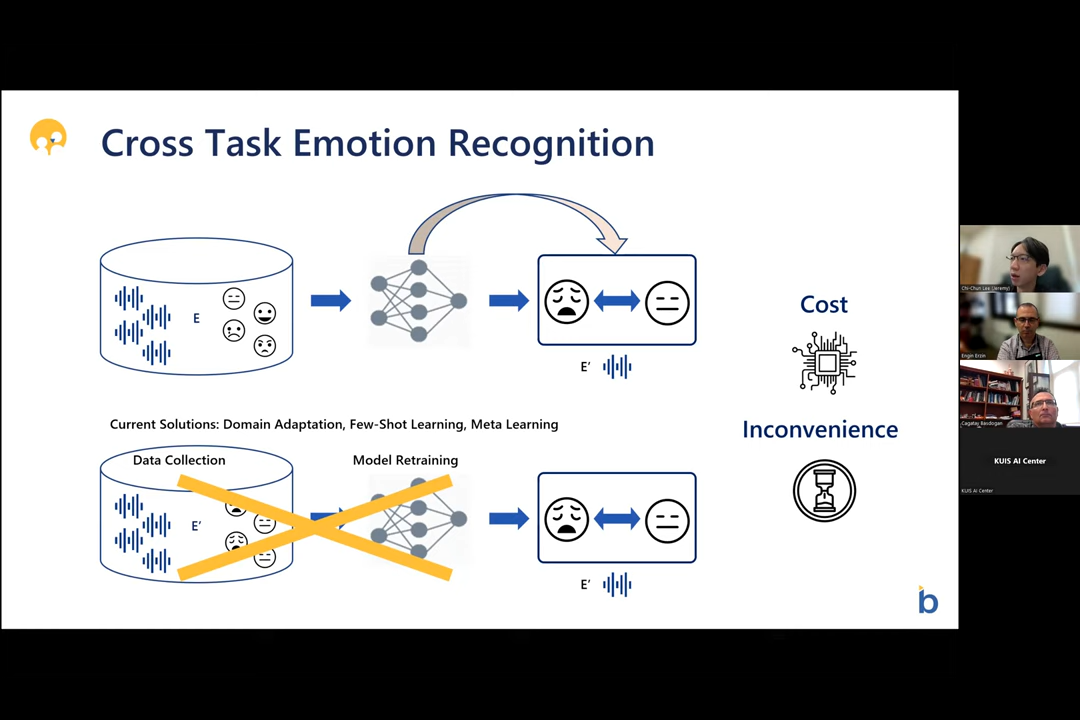 Cross Task Emotion Recognition
E
E'
Cost
Current Solutions: Domain Adaptation, Few-Shot Learning, Meta Learning
Inconvenience
Data Collection
Model Retraining
E'
E'
b
Chi-Chun Lee (Jeremy)
Engin Erzin
Cagatay Basdogan
KUIS AI Center
KUIS AI Center